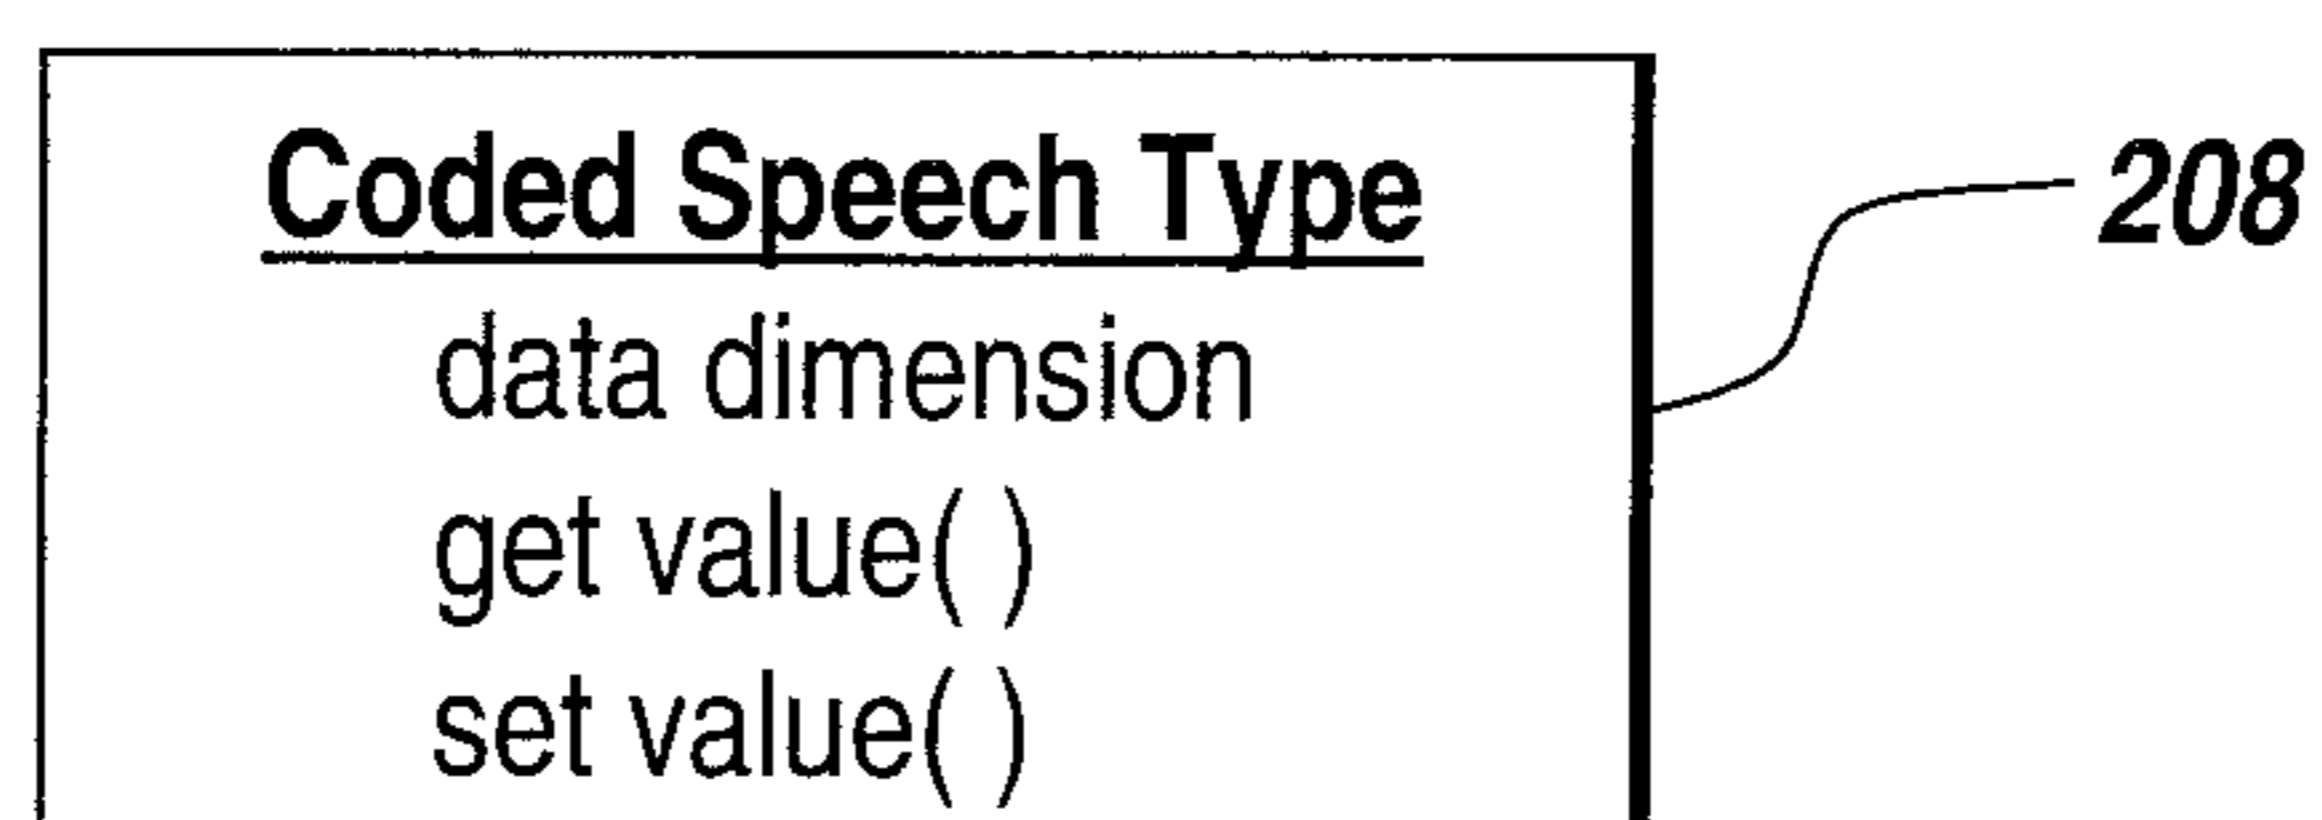 Coded Speech Type
208
data dimension
get value( )
set value( )